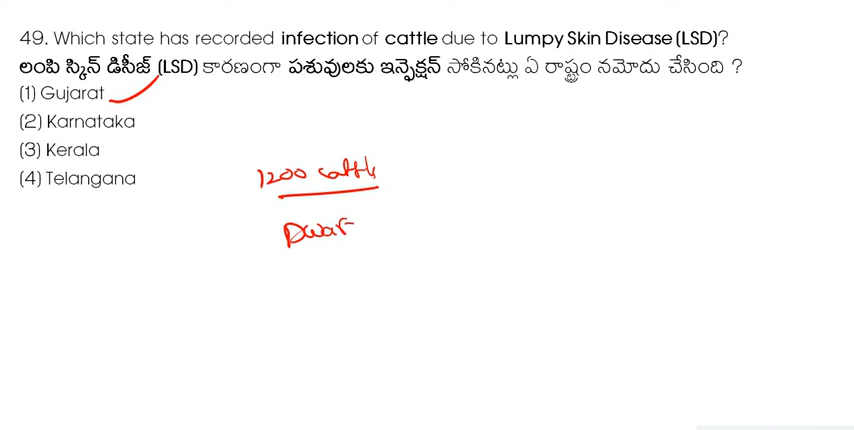 49. Which state has recorded infection of cattle due to Lumpy Skin Disease (LSD)?
లంపి స్కిన్ డిసీజ్ (LSD) కారణంగా పశువులకు ఇన్ఫెక్షన్ సోకినట్లు ఏ రాష్ట్రం నమోదు చేసింది ?
(1) Gujarat
(2) Karnataka
(3) Kerala
(4) Telangana
1200 cattle
Dwar